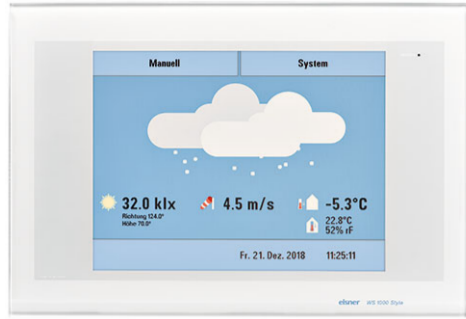 Manuell System
32.0 klx 4.5 m/s -5.3°C
Richtung 124.0° 22.8°C
Höhe 70.0° 52% rF
Fr. 21. Dez. 2018 11:25:11
elsner WS 1000 Style